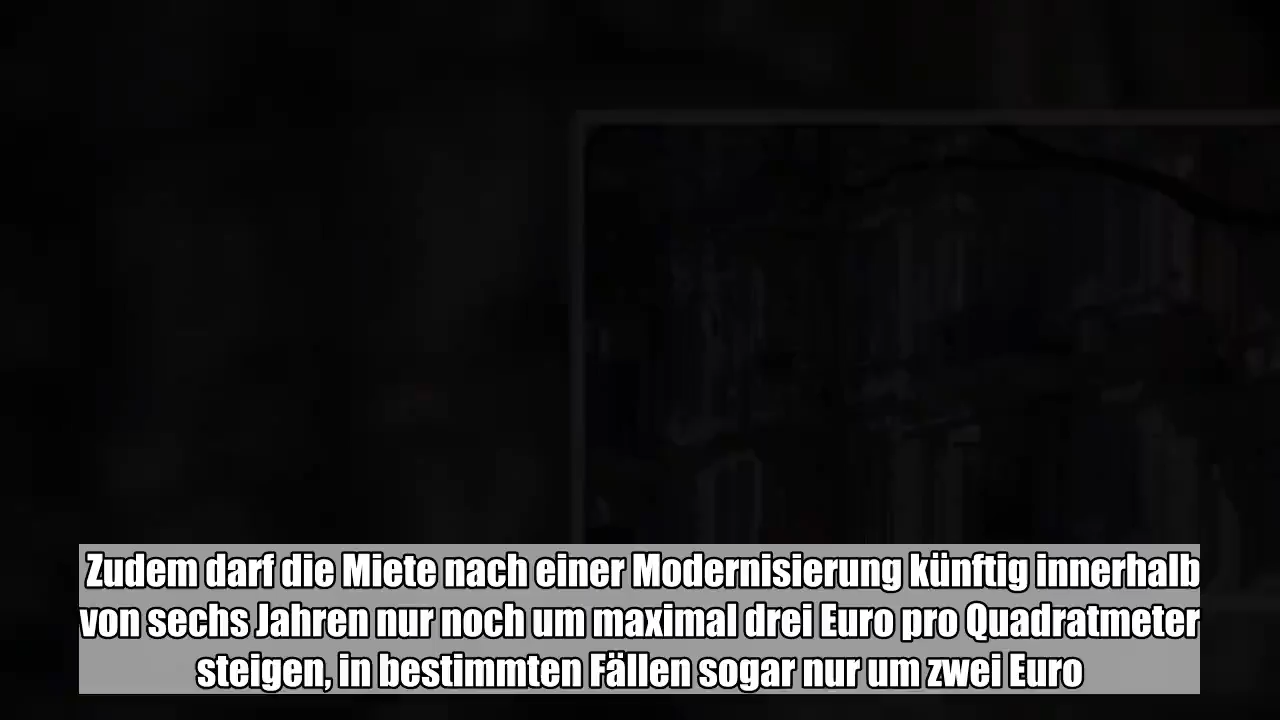 Zudem darf die Miete nach einer Modernisierung künftig innerhalb
von sechs Jahren nur noch um maximal drei Euro pro Quadratmeter
steigen, in bestimmten Fällen sogar nur um zwei Euro